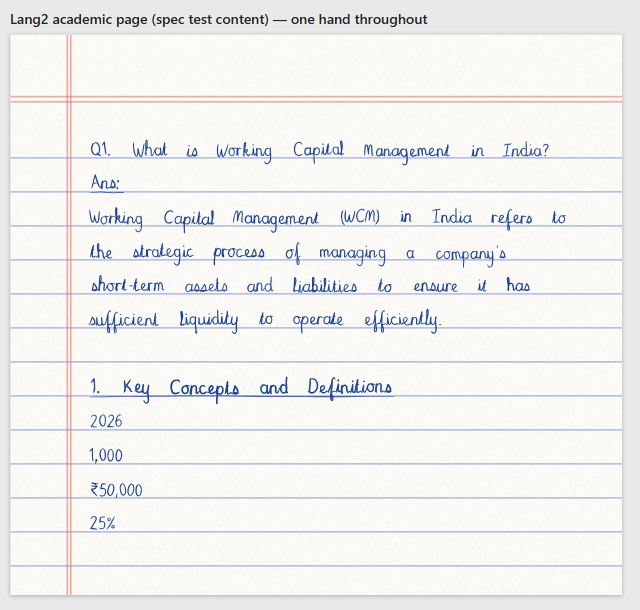 Lang2 academic page (spec test content) — one hand throughout
Q1. What is Working Capital Management in India?
Ans:
Working Capital Management (WCM) in India refers to
the strategic process of managing a company's
short-term assets and liabilities to ensure it has
sufficient liquidity to operate efficiently.
1. Key Concepts and Definitions
2026
1,000
₹50,000
25%